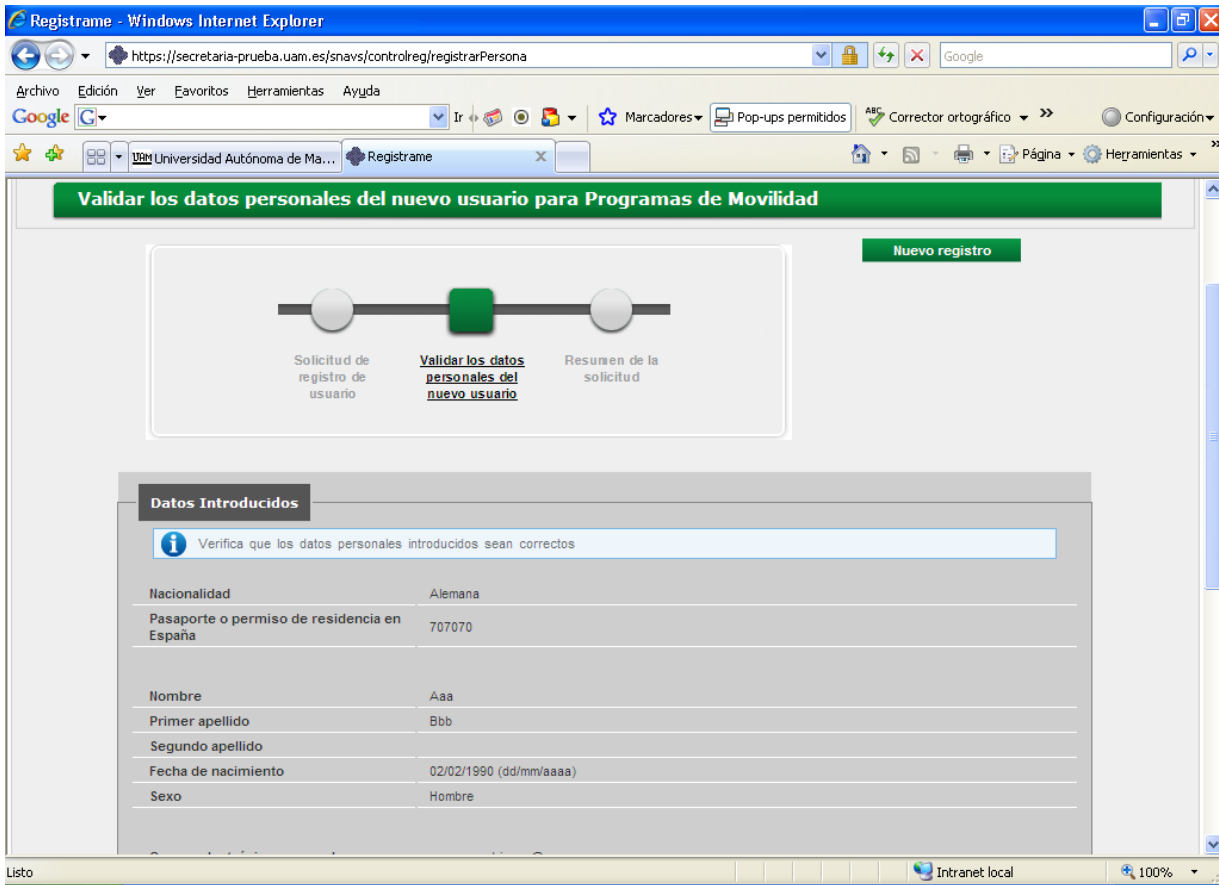 Registrame - Windows Internet Explorer
https://secretaria-prueba.uam.es/snavs/controlreg/registrarPersona
Google
Archivo Edición Ver Favoritos Herramientas Ayuda
Google G Ir Marcadores Pop-ups permitidos ABC Corrector ortográfico Configuración
UAM Universidad Autónoma de Ma... Registrame x Página Herramientas
Validar los datos personales del nuevo usuario para Programas de Movilidad
Nuevo registro
Solicitud de registro de usuario
Validar los datos personales del nuevo usuario
Resumen de la solicitud
Datos Introducidos
Verifica que los datos personales introducidos sean correctos
Nacionalidad Alemana
Pasaporte o permiso de residencia en España 707070
Nombre Aaa
Primer apellido Bbb
Segundo apellido
Fecha de nacimiento 02/02/1990 (dd/mm/aaaa)
Sexo Hombre
Listo Intranet local 100%